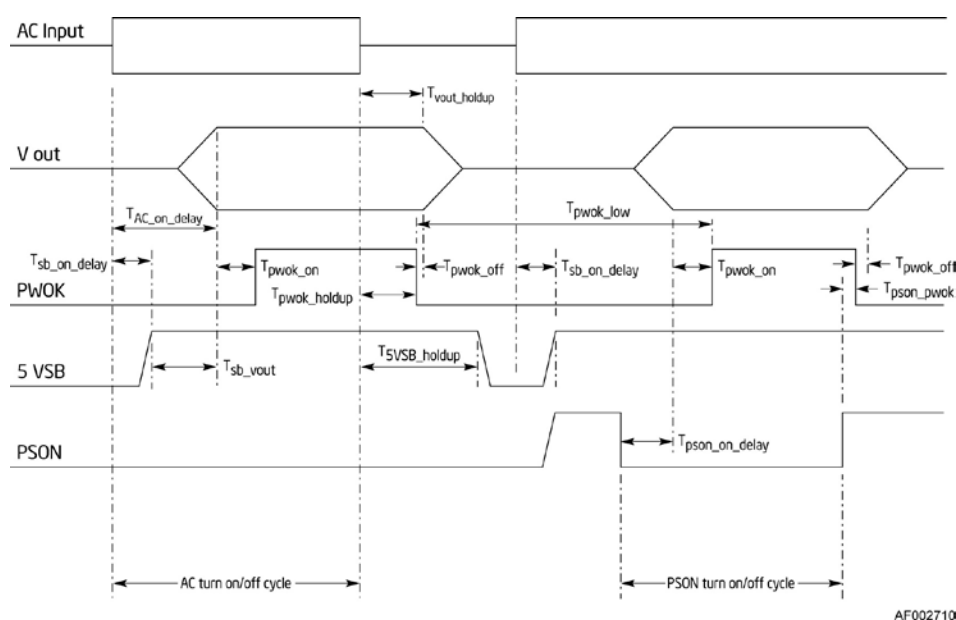 AC Input
Tvout_holdup
V out
TAC_on_delay
Tpwok_low
Tsb_on_delay
Tpwok_on
Tpwok_off
Tsb_on_delay
Tpwok_on
Tpwok_off
PWOK
Tpwok_holdup
Tpson_pwok
T5VSB_holdup
5 VSB
Tsb_vout
PSON
Tpson_on_delay
AC turn on/off cycle
PSON turn on/off cycle
AF002710